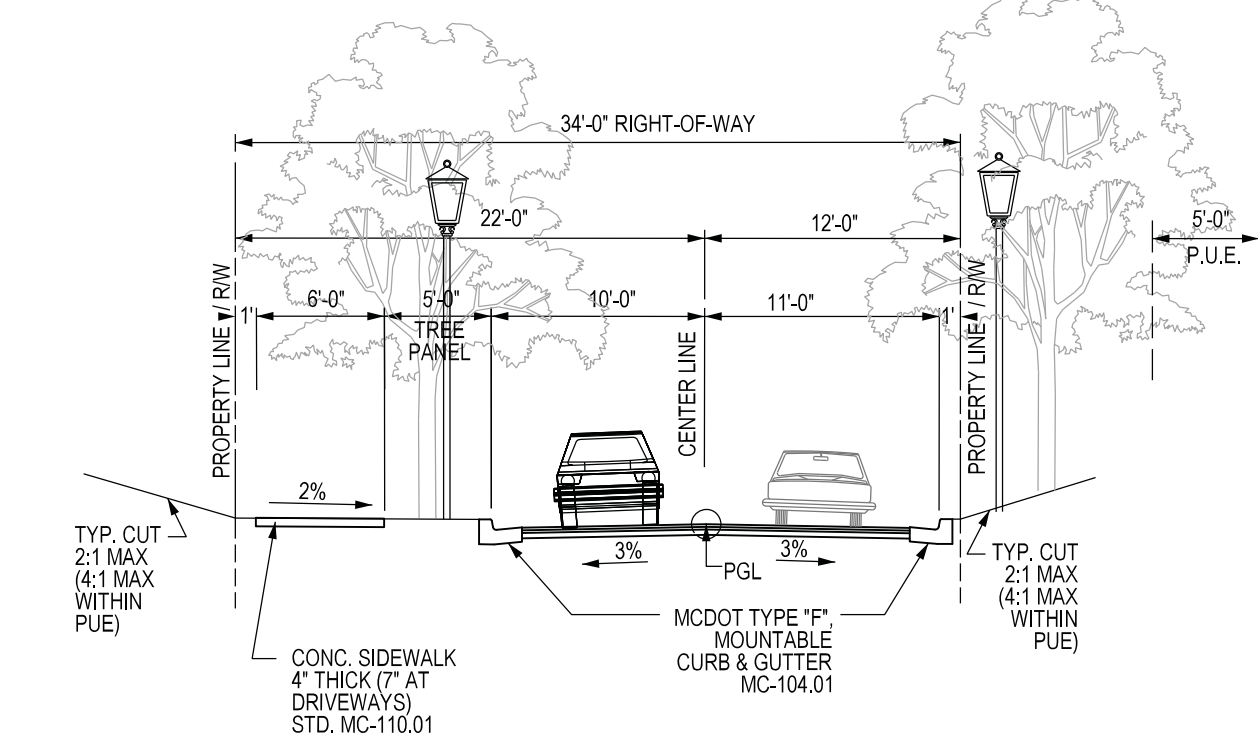 34'-0" RIGHT-OF-WAY
22'-0"
12'-0"
5'-0"
P.U.E.
1'
6'-0"
5'-0"
TREE
PANEL
10'-0"
11'-0"
1'
PROPERTY LINE / R/W
CENTER LINE
PROPERTY LINE / R/W
2%
3%
3%
PGL
TYP. CUT
2:1 MAX
(4:1 MAX
WITHIN
PUE)
TYP. CUT
2:1 MAX
(4:1 MAX
WITHIN
PUE)
MCDOT TYPE "F",
MOUNTABLE
CURB & GUTTER
MC-104.01
CONC. SIDEWALK
4" THICK (7" AT
DRIVEWAYS)
STD. MC-110.01